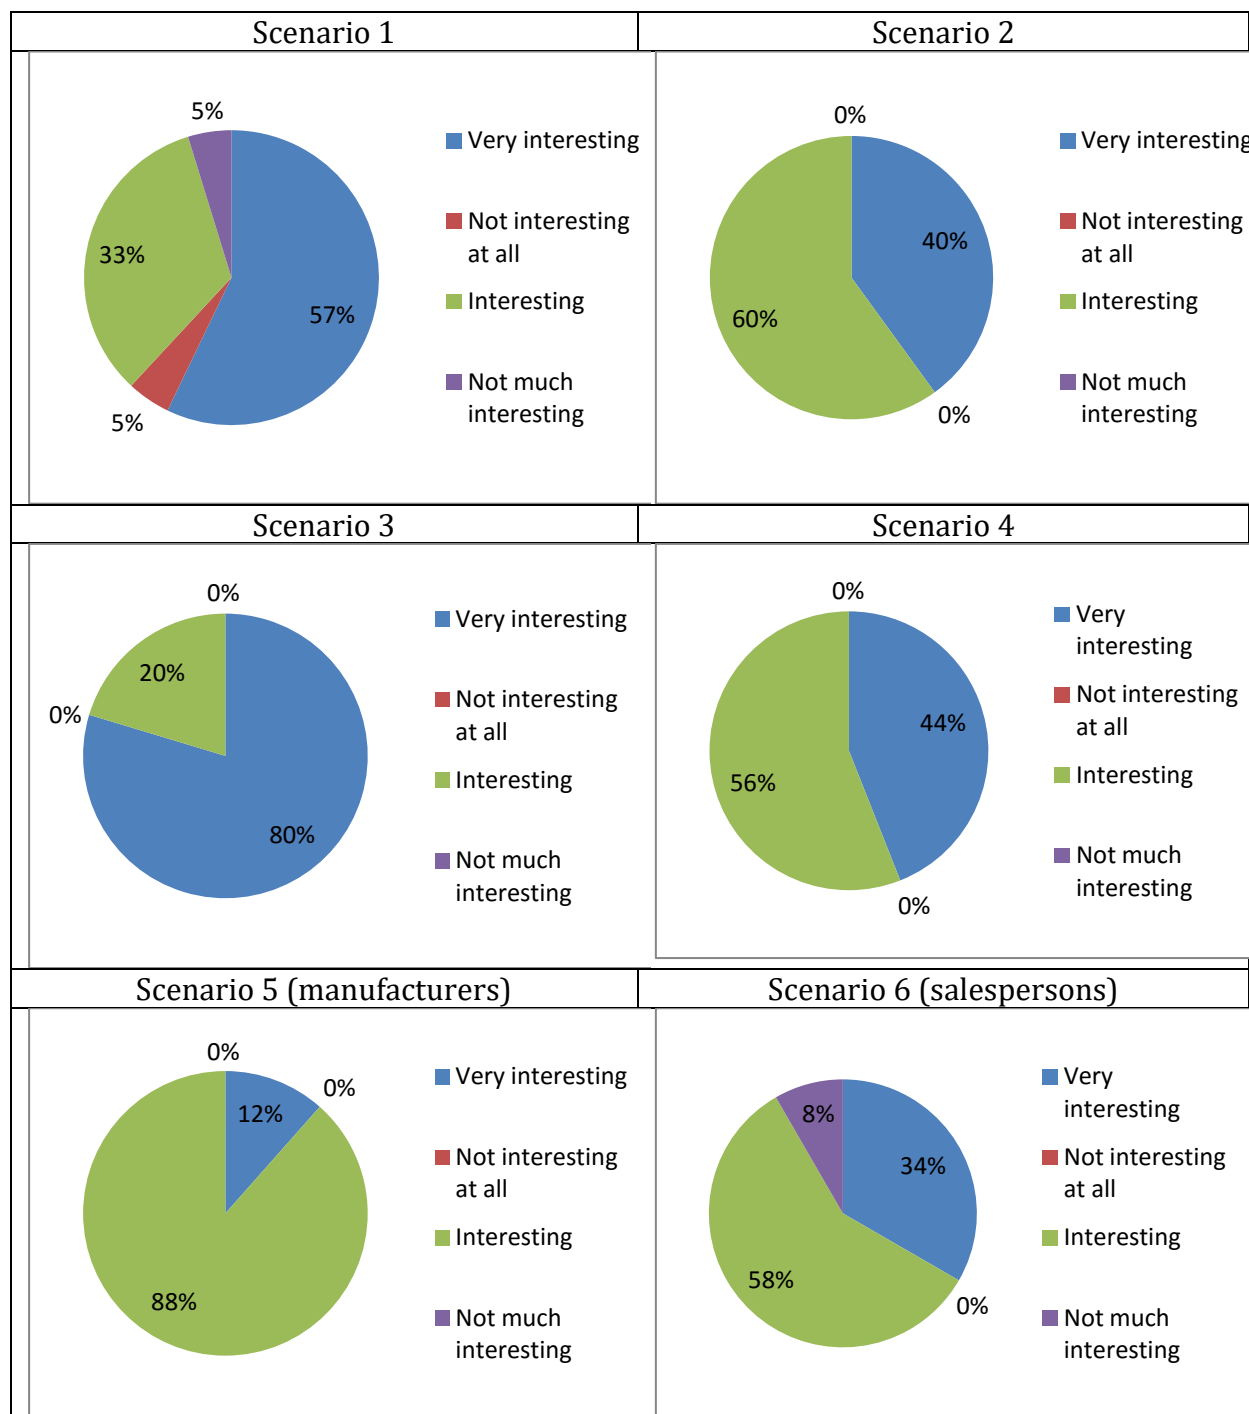 Scenario 1
Scenario 2
5%
33%
57%
5%
Very interesting
Not interesting
at all
Interesting
Not much
interesting
0%
40%
60%
0%
Very interesting
Not interesting
at all
Interesting
Not much
interesting
Scenario 3
Scenario 4
0%
20%
0%
80%
Very interesting
Not interesting
at all
Interesting
Not much
interesting
0%
44%
56%
0%
Very
interesting
Not interesting
at all
Interesting
Not much
interesting
Scenario 5 (manufacturers)
Scenario 6 (salespersons)
0%
0%
12%
88%
Very interesting
Not interesting
at all
Interesting
Not much
interesting
8%
34%
58%
0%
Very
interesting
Not interesting
at all
Interesting
Not much
interesting